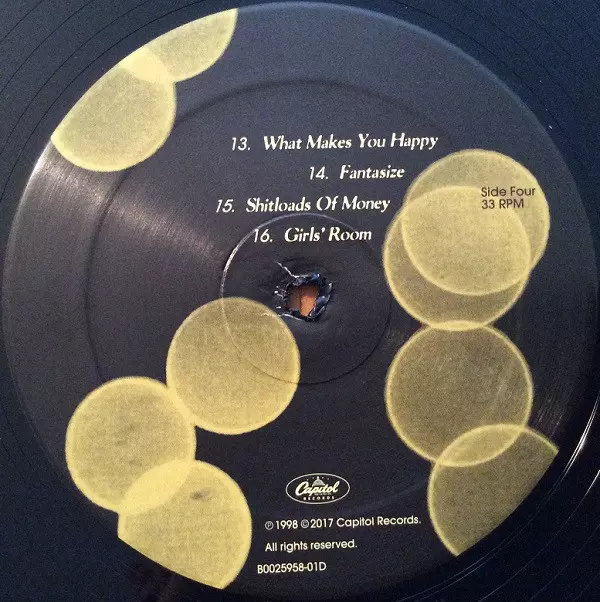 13. What Makes You Happy
14. Fantasize
Side Four
33 RPM
15. Shitloads Of Money
16. Girls' Room
Capitol
RECORDS
℗ 1998 © 2017 Capitol Records.
All rights reserved.
B0025958-01D